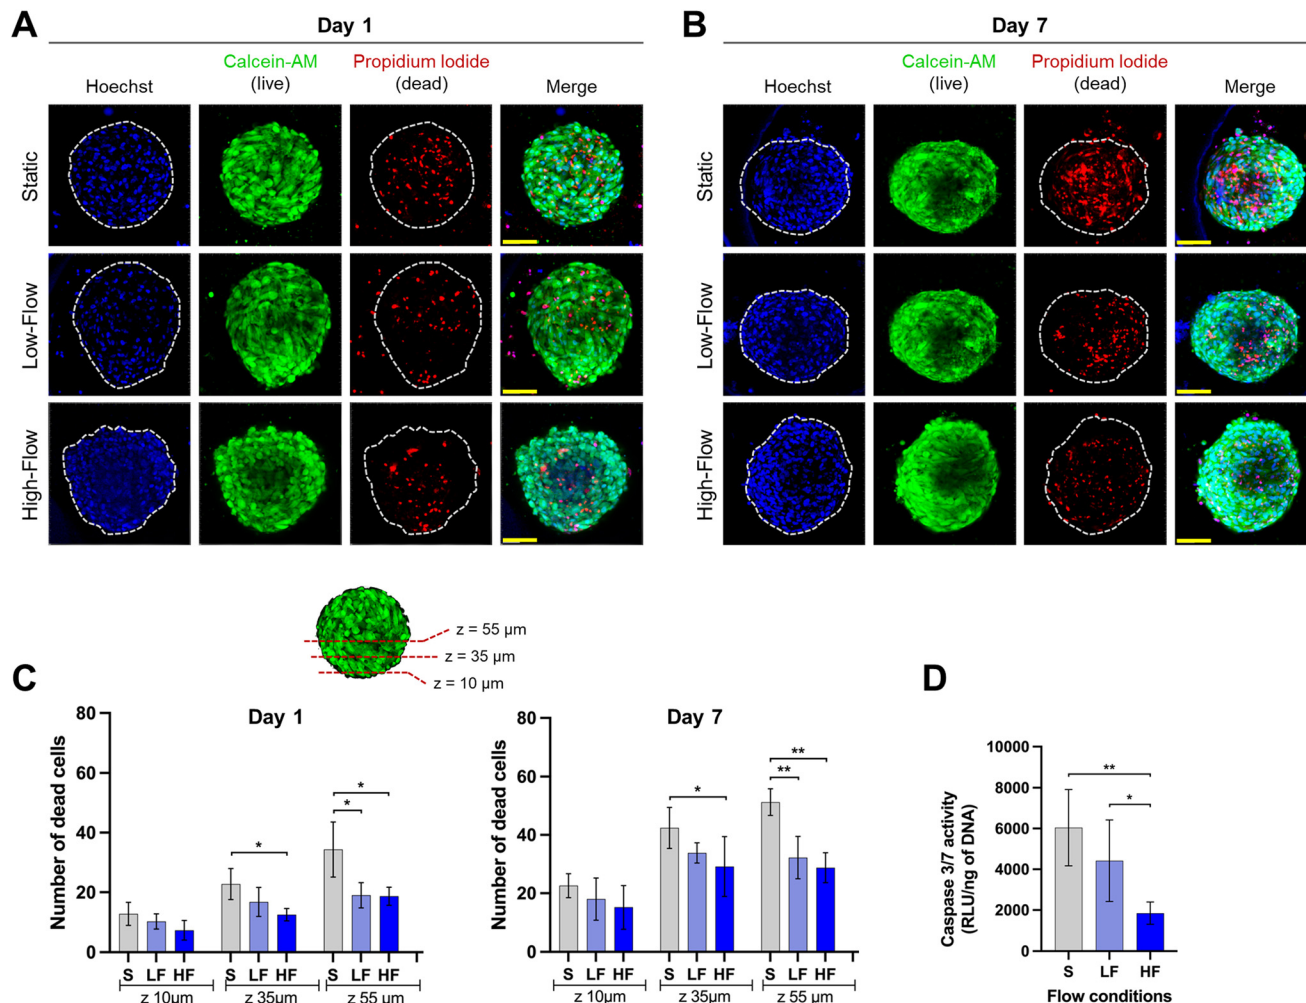 A
Day 1
Hoechst
Calcein-AM
(live)
Propidium Iodide
(dead)
Merge
Static
Low-Flow
High-Flow
B
Day 7
Hoechst
Calcein-AM
(live)
Propidium Iodide
(dead)
Merge
Static
Low-Flow
High-Flow
z = 55 µm
z = 35 µm
z = 10 µm
C
Day 1
Number of dead cells
80
60
40
20
0
*
*
*
S LF HF S LF HF S LF HF
z 10µm z 35µm z 55 µm
Day 7
Number of dead cells
80
60
40
20
0
*
**
**
S LF HF S LF HF S LF HF
z 10µm z 35µm z 55 µm
D
Caspase 3/7 activity
(RLU/ng of DNA)
10000
8000
6000
4000
2000
0
**
*
S LF HF
Flow conditions